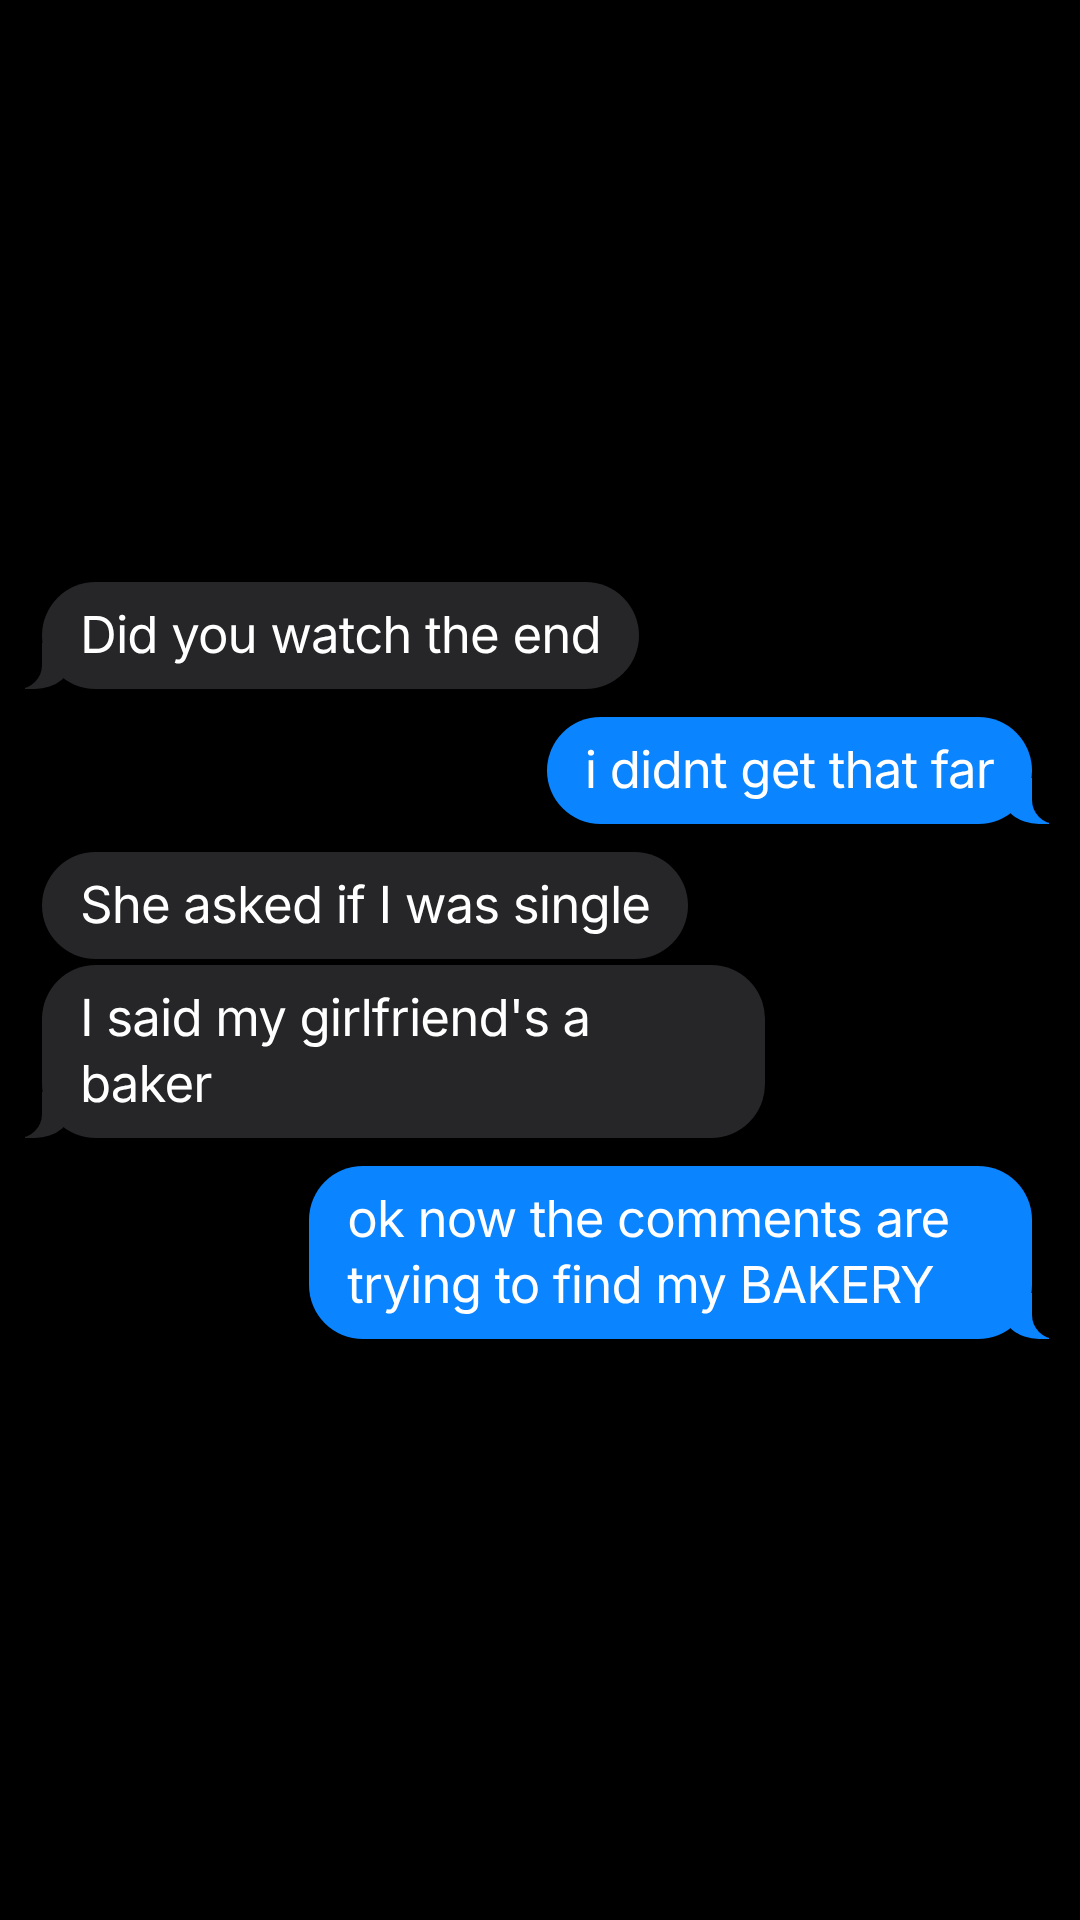 Did you watch the end
i didnt get that far
She asked if I was single
I said my girlfriend's a
baker
ok now the comments are
trying to find my BAKERY